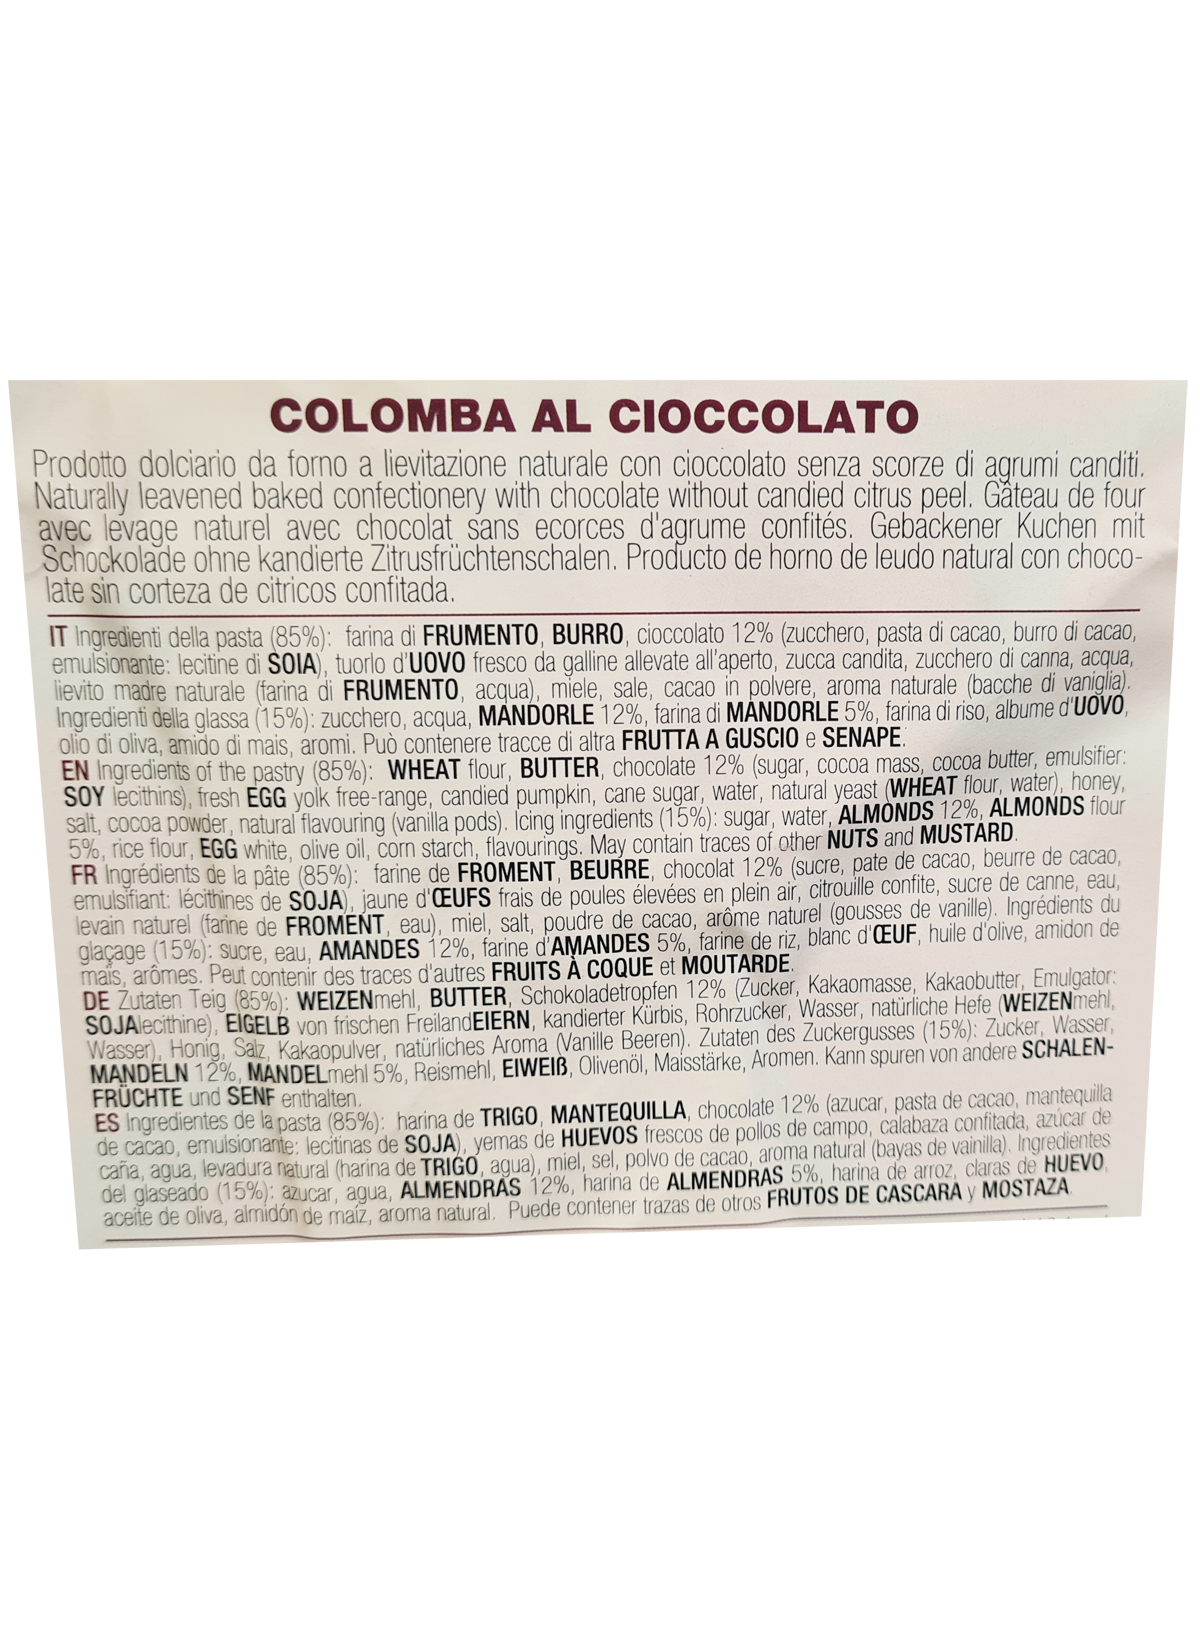 COLOMBA AL CIOCCOLATO
Prodotto dolciario da forno a lievitazione naturale con cioccolato senza scorze di agrumi canditi.
Naturally leavened baked confectionery with chocolate without candied citrus peel. Gâteau de four
avec levage naturel avec chocolat sans ecorces d'agrume confités. Gebackener Kuchen mit
Schockolade ohne kandierte Zitrusfrüchtenschalen. Producto de horno de leudo natural con choco-
late sin corteza de citricos confitada.
IT Ingredienti della pasta (85%): farina di FRUMENTO, BURRO, cioccolato 12% (zucchero, pasta di cacao, burro di cacao,
emulsionante: lecitine di SOIA), tuorlo d'UOVO fresco da galline allevate all'aperto, zucca candita, zucchero di canna, acqua,
lievito madre naturale (farina di FRUMENTO, acqua), miele, sale, cacao in polvere, aroma naturale (bacche di vaniglia).
Ingredienti della glassa (15%): zucchero, acqua, MANDORLE 12%, farina di MANDORLE 5%, farina di riso, albume d'UOVO,
olio di oliva, amido di mais, aromi. Può contenere tracce di altra FRUTTA A GUSCIO e SENAPE.
EN Ingredients of the pastry (85%): WHEAT flour, BUTTER, chocolate 12% (sugar, cocoa mass, cocoa butter, emulsifier:
SOY lecithins), fresh EGG yolk free-range, candied pumpkin, cane sugar, water, natural yeast (WHEAT flour, water), honey,
salt, cocoa powder, natural flavouring (vanilla pods). Icing ingredients (15%): sugar, water, ALMONDS 12%, ALMONDS flour
5%, rice flour, EGG white, olive oil, corn starch, flavourings. May contain traces of other NUTS and MUSTARD.
FR Ingrédients de la pâte (85%): farine de FROMENT, BEURRE, chocolat 12% (sucre, pate de cacao, beurre de cacao,
emulsifiant: lécithines de SOJA), jaune d'ŒUFS frais de poules élevées en plein air, citrouille confite, sucre de canne, eau,
levain naturel (farine de FROMENT, eau), miel, salt, poudre de cacao, arôme naturel (gousses de vanille). Ingrédients du
glaçage (15%): sucre, eau, AMANDES 12%, farine d'AMANDES 5%, farine de riz, blanc d'ŒUF, huile d'olive, amidon de
maïs, arômes. Peut contenir des traces d'autres FRUITS À COQUE et MOUTARDE.
DE Zutaten Teig (85%): WEIZENmehl, BUTTER, Schokoladetropfen 12% (Zucker, Kakaomasse, Kakaobutter, Emulgator:
SOJAlecithine), EIGELB von frischen FreilandEIERN, kandierter Kürbis, Rohrzucker, Wasser, natürliche Hefe (WEIZENmehl,
Wasser), Honig, Salz, Kakaopulver, natürliches Aroma (Vanille Beeren). Zutaten des Zuckergusses (15%): Zucker, Wasser,
MANDELN 12%, MANDELmehl 5%, Reismehl, EIWEIß, Olivenöl, Maisstärke, Aromen. Kann spuren von andere SCHALEN-
FRÜCHTE und SENF enthalten.
ES Ingredientes de la pasta (85%): harina de TRIGO, MANTEQUILLA, chocolate 12% (azucar, pasta de cacao, mantequilla
de cacao, emulsionante: lecitinas de SOJA), yemas de HUEVOS frescos de pollos de campo, calabaza confitada, azúcar de
caña, agua, levadura natural (harina de TRIGO, agua), miel, sel, polvo de cacao, aroma natural (bayas de vainilla). Ingredientes
del glaseado (15%): azucar, agua, ALMENDRAS 12%, harina de ALMENDRAS 5%, harina de arroz, claras de HUEVO,
aceite de oliva, almidón de maíz, aroma natural. Puede contener trazas de otros FRUTOS DE CASCARA y MOSTAZA.